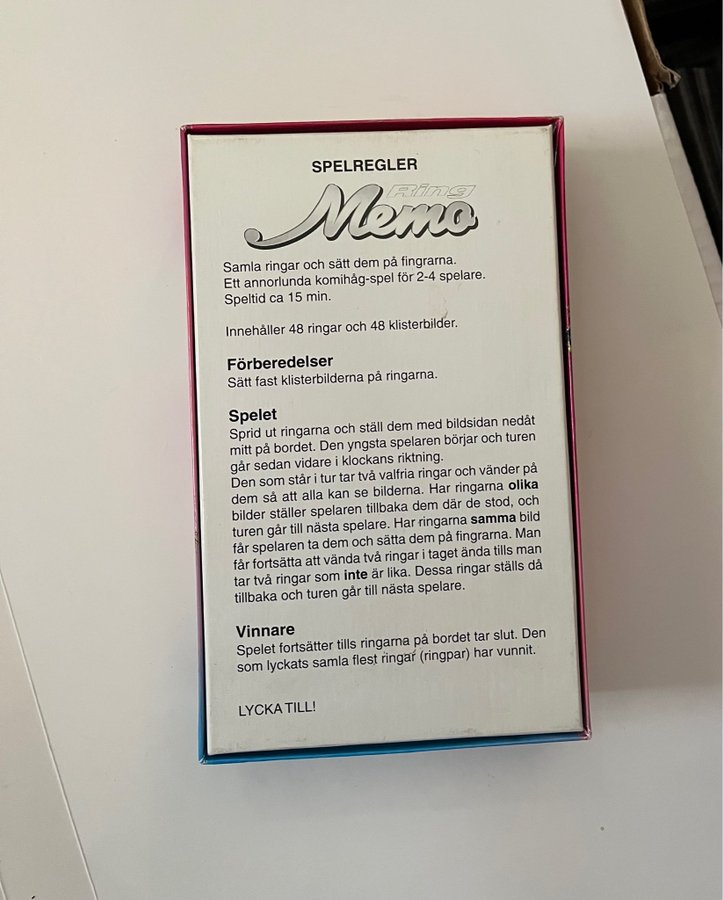 SPELREGLER
Ring
Memo
Samla ringar och sätt dem på fingrarna.
Ett annorlunda komihåg-spel för 2-4 spelare.
Speltid ca 15 min.
Innehåller 48 ringar och 48 klisterbilder.
Förberedelser
Sätt fast klisterbilderna på ringarna.
Spelet
Sprid ut ringarna och ställ dem med bildsidan nedåt
mitt på bordet. Den yngsta spelaren börjar och turen
går sedan vidare i klockans riktning.
Den som står i tur tar två valfria ringar och vänder på
dem så att alla kan se bilderna. Har ringarna olika
bilder ställer spelaren tillbaka dem där de stod, och
turen går till nästa spelare. Har ringarna samma bild
får spelaren ta dem och sätta dem på fingrarna. Man
får fortsätta att vända två ringar i taget ända tills man
tar två ringar som inte är lika. Dessa ringar ställs då
tillbaka och turen går till nästa spelare.
Vinnare
Spelet fortsätter tills ringarna på bordet tar slut. Den
som lyckats samla flest ringar (ringpar) har vunnit.
LYCKA TILL!